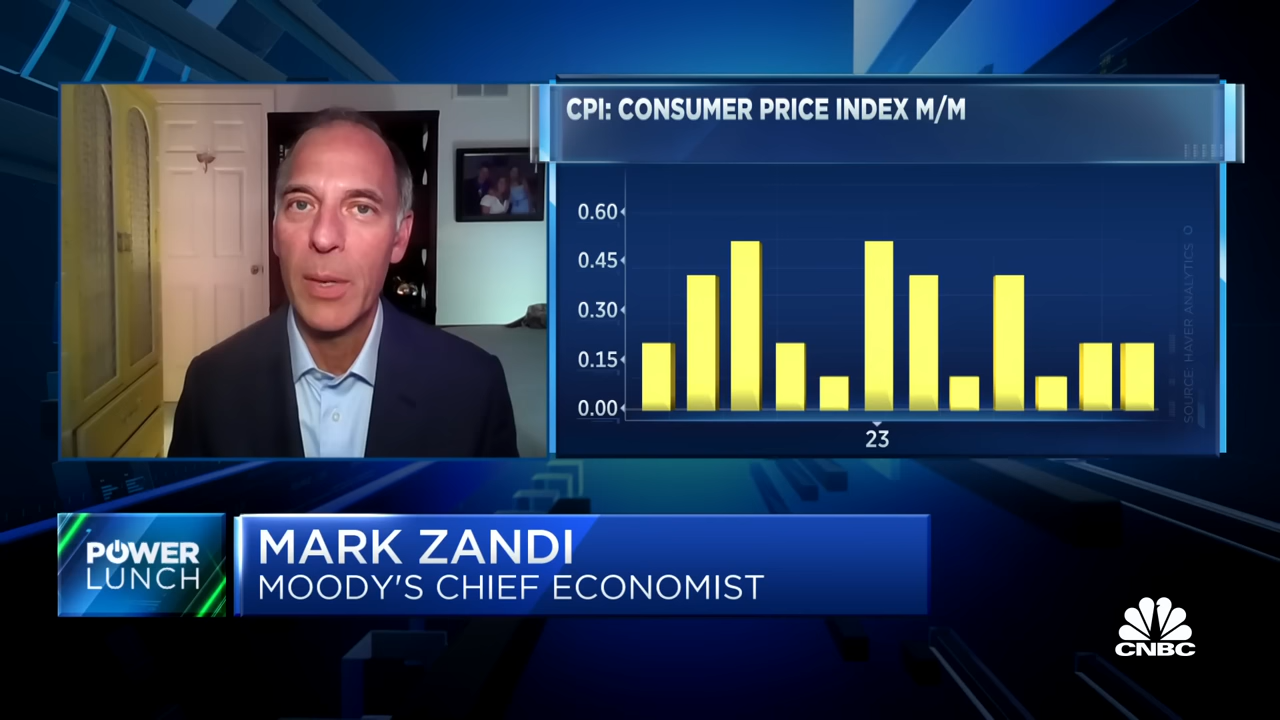 CPI: CONSUMER PRICE INDEX M/M
0.60
0.45
0.30
0.15
0.00
23
SOURCE: HAVER ANALYTICS
POWER
LUNCH
MARK ZANDI
MOODY'S CHIEF ECONOMIST
CNBC